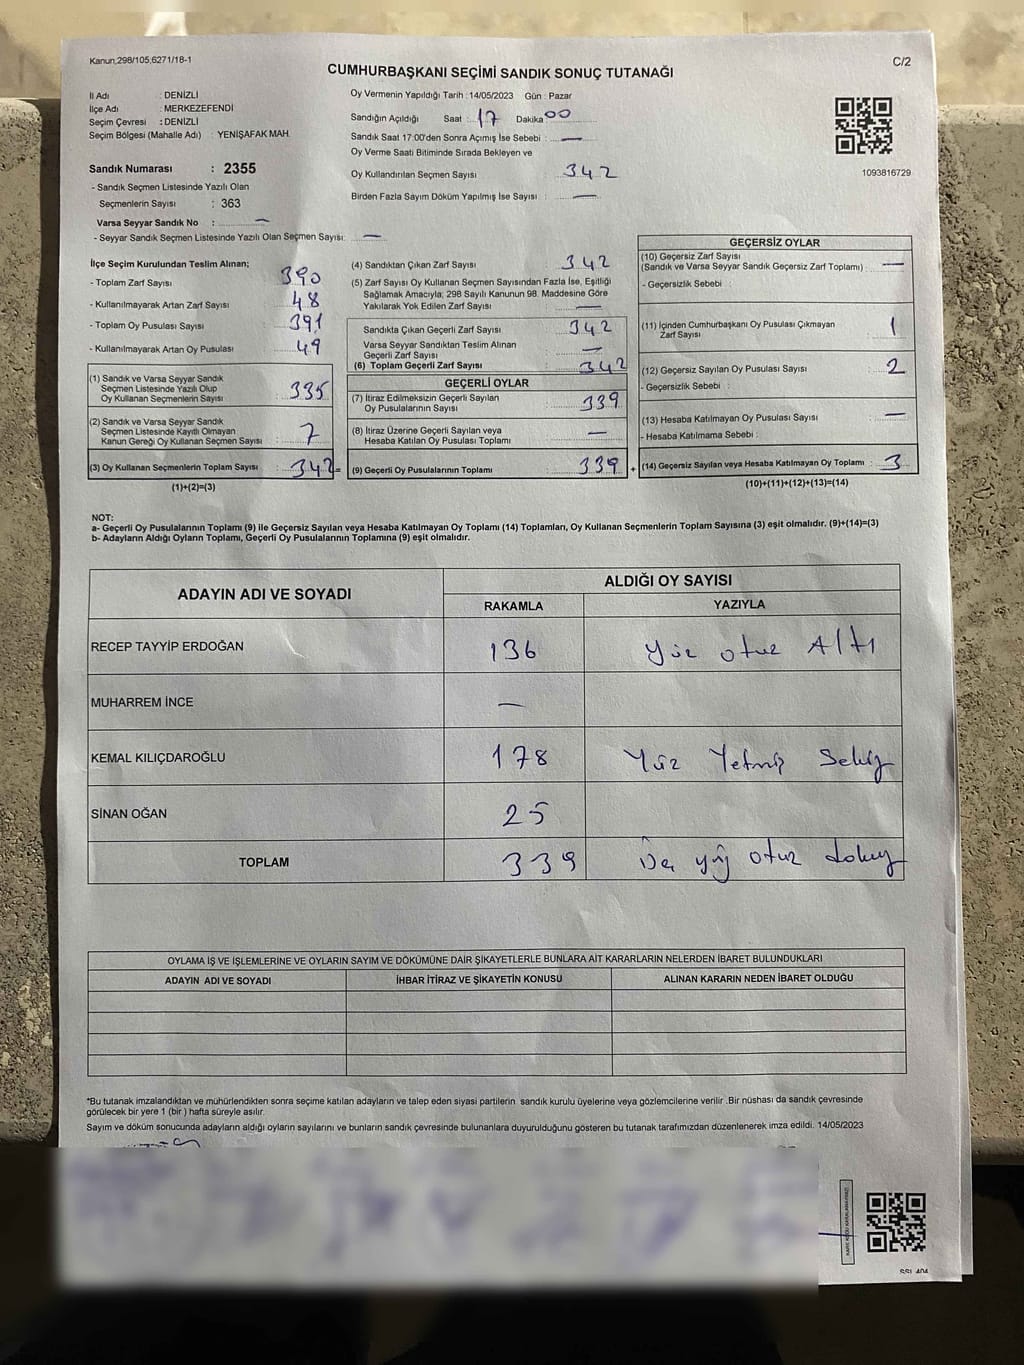 Kanun,298/105,6271/18-1
C/2
CUMHURBAŞKANI SEÇİMİ SANDIK SONUÇ TUTANAĞI
İl Adı : DENİZLİ
İlçe Adı : MERKEZEFENDİ
Seçim Çevresi : DENİZLİ
Seçim Bölgesi (Mahalle Adı) : YENİŞAFAK MAH.
Sandık Numarası : 2355
- Sandık Seçmen Listesinde Yazılı Olan
Seçmenlerin Sayısı : 363
Varsa Seyyar Sandık No : —
- Seyyar Sandık Seçmen Listesinde Yazılı Olan Seçmen Sayısı: —
Oy Vermenin Yapıldığı Tarih : 14/05/2023 Gün : Pazar
Sandığın Açıldığı Saat : 17 Dakika 00
Sandık Saat 17:00'den Sonra Açımış İse Sebebi : —
Oy Verme Saati Bitiminde Sırada Bekleyen ve
Oy Kullandırılan Seçmen Sayısı 342
Birden Fazla Sayım Döküm Yapılmış İse Sayısı : —
1093816729
İlçe Seçim Kurulundan Teslim Alınan;
- Toplam Zarf Sayısı 390
- Kullanılmayarak Artan Zarf Sayısı 48
- Toplam Oy Pusulası Sayısı 391
- Kullanılmayarak Artan Oy Pusulası 49
(1) Sandık ve Varsa Seyyar Sandık
Seçmen Listesinde Yazılı Olup
Oy Kullanan Seçmenlerin Sayısı 335
(2) Sandık ve Varsa Seyyar Sandık
Seçmen Listesinde Kayıtlı Olmayan
Kanun Gereği Oy Kullanan Seçmen Sayısı 7
(3) Oy Kullanan Seçmenlerin Toplam Sayısı 342 =
(1)+(2)=(3)
(4) Sandıktan Çıkan Zarf Sayısı 342
(5) Zarf Sayısı Oy Kullanan Seçmen Sayısından Fazla İse, Eşitliği
Sağlamak Amacıyla; 298 Sayılı Kanunun 98. Maddesine Göre
Yakılarak Yok Edilen Zarf Sayısı : —
Sandıkta Çıkan Geçerli Zarf Sayısı 342
Varsa Seyyar Sandıktan Teslim Alınan
Geçerli Zarf Sayısı —
(6) Toplam Geçerli Zarf Sayısı 342
GEÇERLİ OYLAR
(7) İtiraz Edilmeksizin Geçerli Sayılan
Oy Pusulalarının Sayısı 339
(8) İtiraz Üzerine Geçerli Sayılan veya
Hesaba Katılan Oy Pusulası Toplamı —
(9) Geçerli Oy Pusulalarının Toplamı 339 +
GEÇERSİZ OYLAR
(10) Geçersiz Zarf Sayısı
(Sandık ve Varsa Seyyar Sandık Geçersiz Zarf Toplamı) : —
- Geçersizlik Sebebi :
(11) İçinden Cumhurbaşkanı Oy Pusulası Çıkmayan
Zarf Sayısı : 1
(12) Geçersiz Sayılan Oy Pusulası Sayısı : 2
- Geçersizlik Sebebi :
(13) Hesaba Katılmayan Oy Pusulası Sayısı : —
- Hesaba Katılmama Sebebi :
(14) Geçersiz Sayılan veya Hesaba Katılmayan Oy Toplamı : 3
(10)+(11)+(12)+(13)=(14)
NOT:
a- Geçerli Oy Pusulalarının Toplamı (9) ile Geçersiz Sayılan veya Hesaba Katılmayan Oy Toplamı (14) Toplamları, Oy Kullanan Seçmenlerin Toplam Sayısına (3) eşit olmalıdır. (9)+(14)=(3)
b- Adayların Aldığı Oyların Toplamı, Geçerli Oy Pusulalarının Toplamına (9) eşit olmalıdır.
ADAYIN ADI VE SOYADI ALDIĞI OY SAYISI
RAKAMLA YAZIYLA
RECEP TAYYİP ERDOĞAN 136 Yüz otuz Altı
MUHARREM İNCE —
KEMAL KILIÇDAROĞLU 178 Yüz Yetmiş Sekiz
SİNAN OĞAN 25
TOPLAM 339 Üç yüz otuz dokuz
OYLAMA İŞ VE İŞLEMLERİNE VE OYLARIN SAYIM VE DÖKÜMÜNE DAİR ŞİKAYETLERLE BUNLARA AİT KARARLARIN NELERDEN İBARET BULUNDUKLARI
ADAYIN ADI VE SOYADI İHBAR İTİRAZ VE ŞİKAYETİN KONUSU ALINAN KARARIN NEDEN İBARET OLDUĞU
*Bu tutanak imzalandıktan ve mühürlendikten sonra seçime katılan adayların ve talep eden siyasi partilerin sandık kurulu üyelerine veya gözlemcilerine verilir .Bir nüshası da sandık çevresinde
görülecek bir yere 1 (bir ) hafta süreyle asılır.
Sayım ve döküm sonucunda adayların aldığı oyların sayılarını ve bunların sandık çevresinde bulunanlara duyurulduğunu gösteren bu tutanak tarafımızdan düzenlenerek imza edildi. 14/05/2023